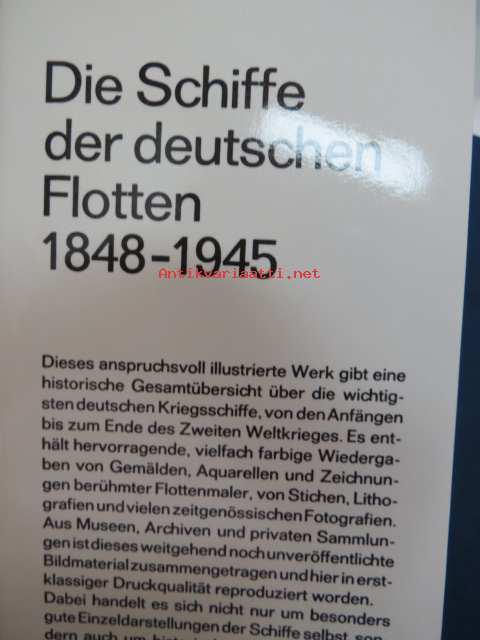 Die Schiffe
der deutschen
Flotten
1848-1945
Antikvariaatti.net
Dieses anspruchsvoll illustrierte Werk gibt eine
historische Gesamtübersicht über die wichtig-
sten deutschen Kriegsschiffe, von den Anfängen
bis zum Ende des Zweiten Weltkrieges. Es ent-
hält hervorragende, vielfach farbige Wiederga-
ben von Gemälden, Aquarellen und Zeichnun-
gen berühmter Flottenmaler, von Stichen, Litho-
grafien und vielen zeitgenössischen Fotografien.
Aus Museen, Archiven und privaten Sammlun-
gen ist dieses weitgehend noch unveröffentlichte
Bildmaterial zusammengetragen und hier in erst-
klassiger Druckqualität reproduziert worden.
Dabei handelt es sich nicht nur um besonders
gute Einzeldarstellungen der Schiffe selbst, son-
dern auch um